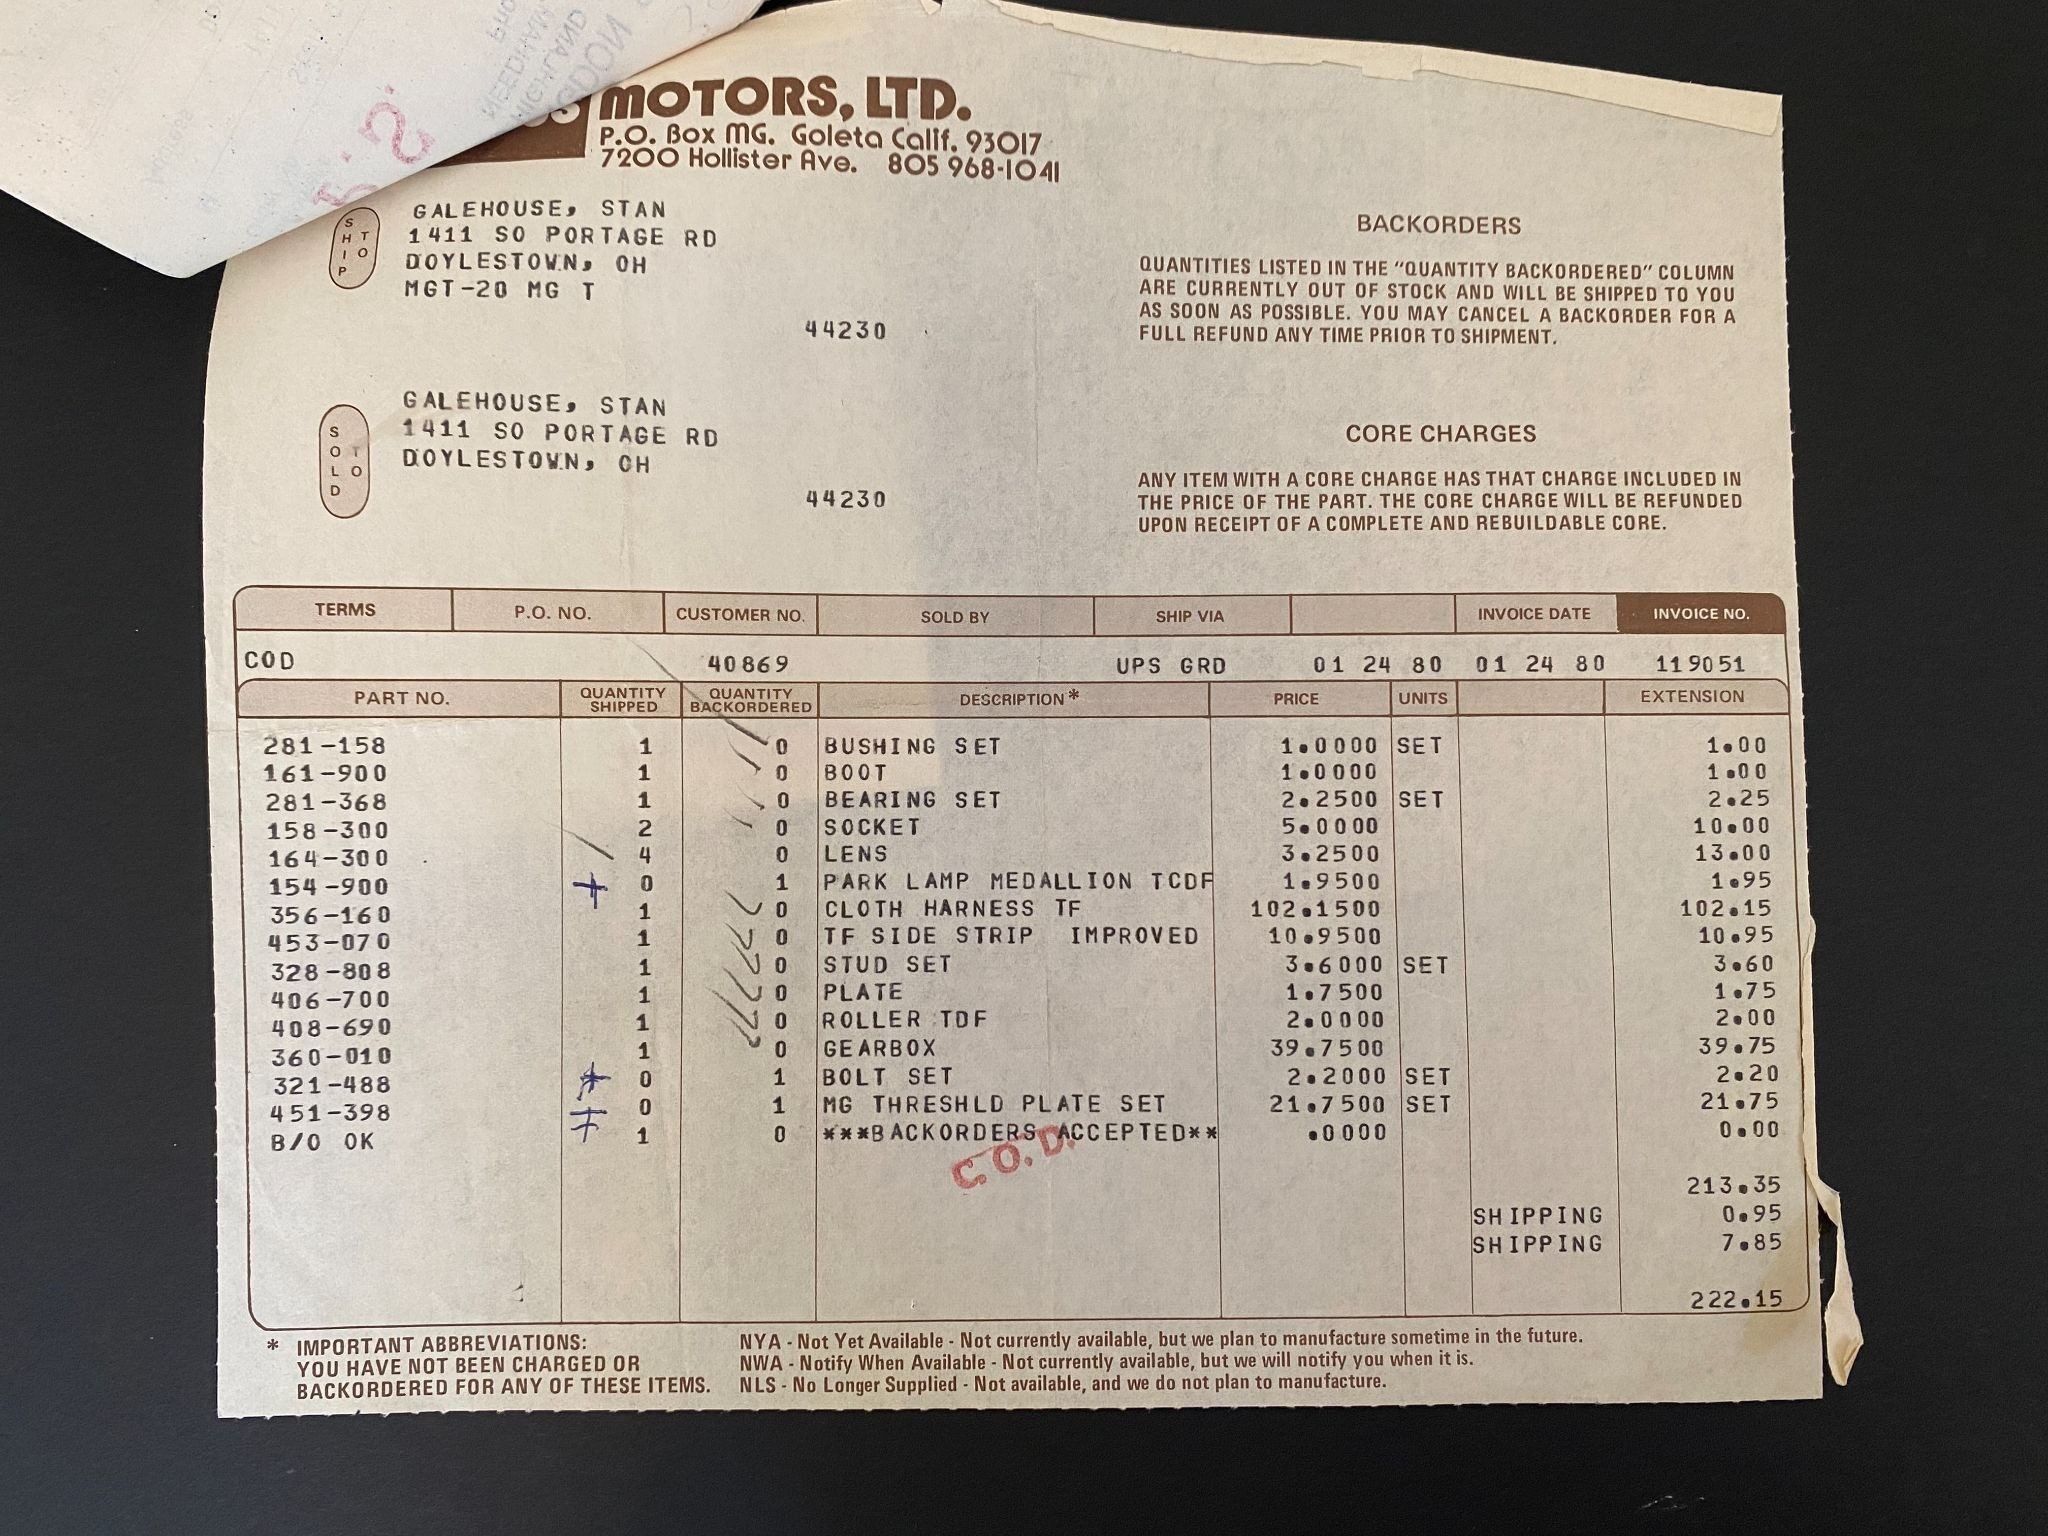 MOTORS, LTD.
P.O. Box MG. Goleta Calif. 93017
7200 Hollister Ave. 805 968-1041
SHIP TO
GALEHOUSE, STAN
1411 SO PORTAGE RD
DOYLESTOWN, OH
MGT-20 MG T
44230
BACKORDERS
QUANTITIES LISTED IN THE "QUANTITY BACKORDERED" COLUMN
ARE CURRENTLY OUT OF STOCK AND WILL BE SHIPPED TO YOU
AS SOON AS POSSIBLE. YOU MAY CANCEL A BACKORDER FOR A
FULL REFUND ANY TIME PRIOR TO SHIPMENT.
SOLD TO
GALEHOUSE, STAN
1411 SO PORTAGE RD
DOYLESTOWN, OH
44230
CORE CHARGES
ANY ITEM WITH A CORE CHARGE HAS THAT CHARGE INCLUDED IN
THE PRICE OF THE PART. THE CORE CHARGE WILL BE REFUNDED
UPON RECEIPT OF A COMPLETE AND REBUILDABLE CORE.
TERMS P.O. NO. CUSTOMER NO. SOLD BY SHIP VIA INVOICE DATE INVOICE NO.
COD 40869 UPS GRD 01 24 80 01 24 80 119051
PART NO. QUANTITY SHIPPED QUANTITY BACKORDERED DESCRIPTION* PRICE UNITS EXTENSION
281-158 1 0 BUSHING SET 1.0000 SET 1.00
161-900 1 0 BOOT 1.0000 1.00
281-368 1 0 BEARING SET 2.2500 SET 2.25
158-300 2 0 SOCKET 5.0000 10.00
164-300 4 0 LENS 3.2500 13.00
154-900 0 1 PARK LAMP MEDALLION TCDF 1.9500 1.95
356-160 1 0 CLOTH HARNESS TF 102.1500 102.15
453-070 1 0 TF SIDE STRIP IMPROVED 10.9500 10.95
328-808 1 0 STUD SET 3.6000 SET 3.60
406-700 1 0 PLATE 1.7500 1.75
408-690 1 0 ROLLER TDF 2.0000 2.00
360-010 1 0 GEARBOX 39.7500 39.75
321-488 0 1 BOLT SET 2.2000 SET 2.20
451-398 0 1 MG THRESHLD PLATE SET 21.7500 SET 21.75
B/O OK 1 0 ***BACKORDERS ACCEPTED** .0000 0.00
C.O.D.
213.35
SHIPPING 0.95
SHIPPING 7.85
222.15
* IMPORTANT ABBREVIATIONS:
YOU HAVE NOT BEEN CHARGED OR
BACKORDERED FOR ANY OF THESE ITEMS.
NYA - Not Yet Available - Not currently available, but we plan to manufacture sometime in the future.
NWA - Notify When Available - Not currently available, but we will notify you when it is.
NLS - No Longer Supplied - Not available, and we do not plan to manufacture.